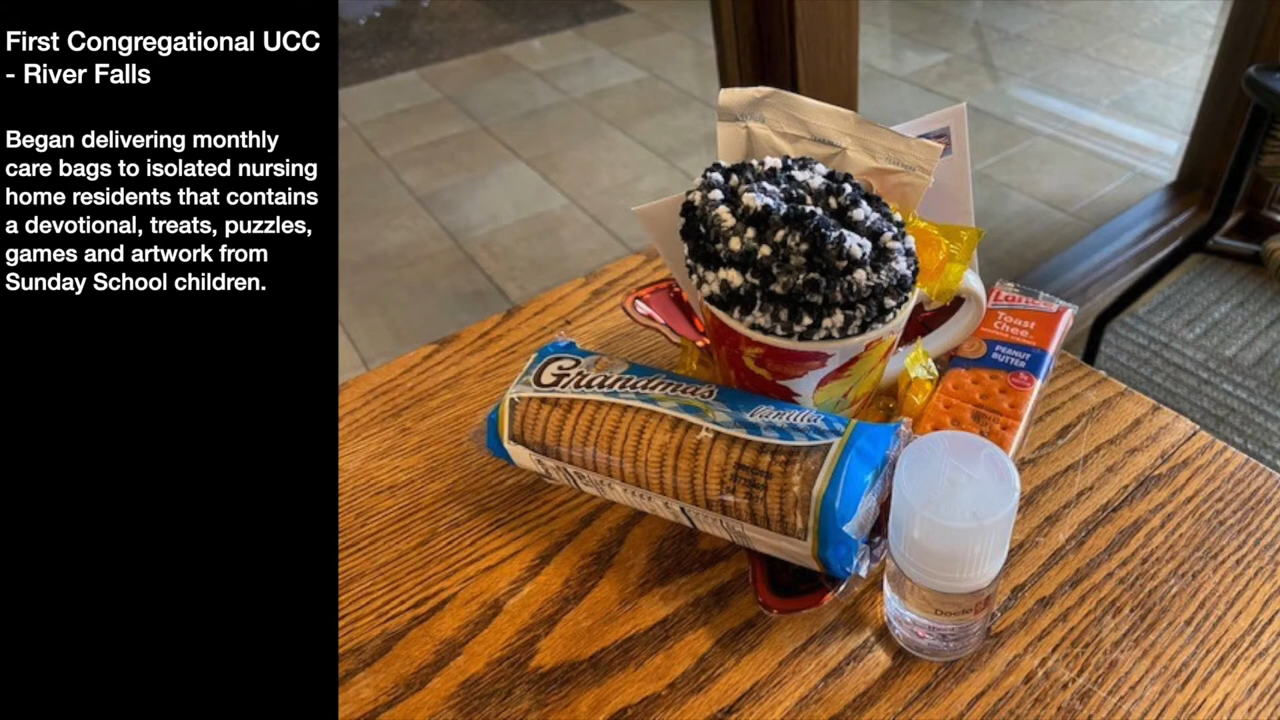 First Congregational UCC
- River Falls
Began delivering monthly
care bags to isolated nursing
home residents that contains
a devotional, treats, puzzles,
games and artwork from
Sunday School children.
Lance
Toast
Chee
PEANUT
BUTTER
Grandma's
Vanilla